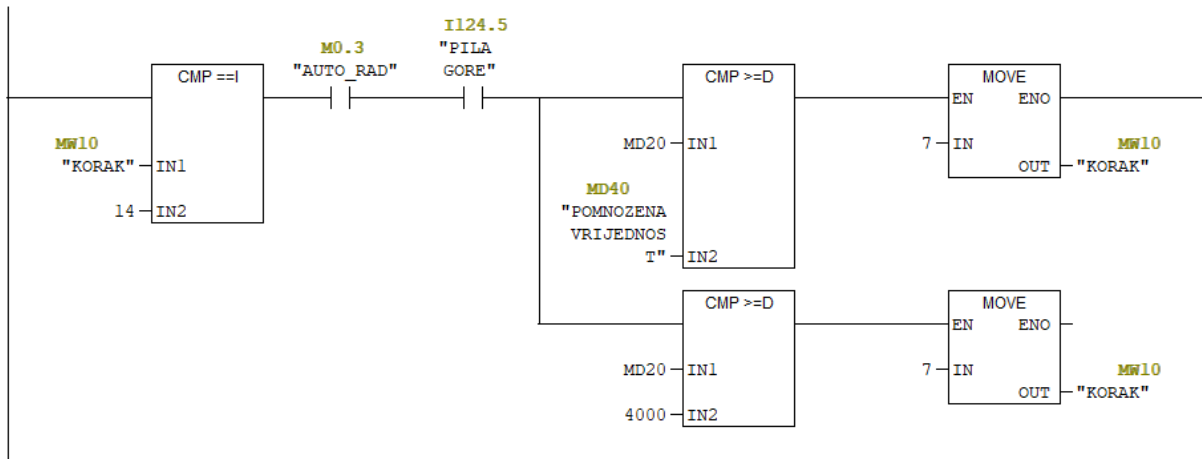 I124.5
M0.3
"PILA
"AUTO_RAD"
GORE"
CMP ==I
CMP >=D
MOVE
EN ENO
MW10
"KORAK"
IN1
MD20
IN1
7
IN
MW10
OUT
"KORAK"
14
IN2
MD40
"POMNOZENA
VRIJEDNOS
T"
IN2
CMP >=D
MOVE
EN ENO
MD20
IN1
7
IN
MW10
4000
IN2
OUT
"KORAK"